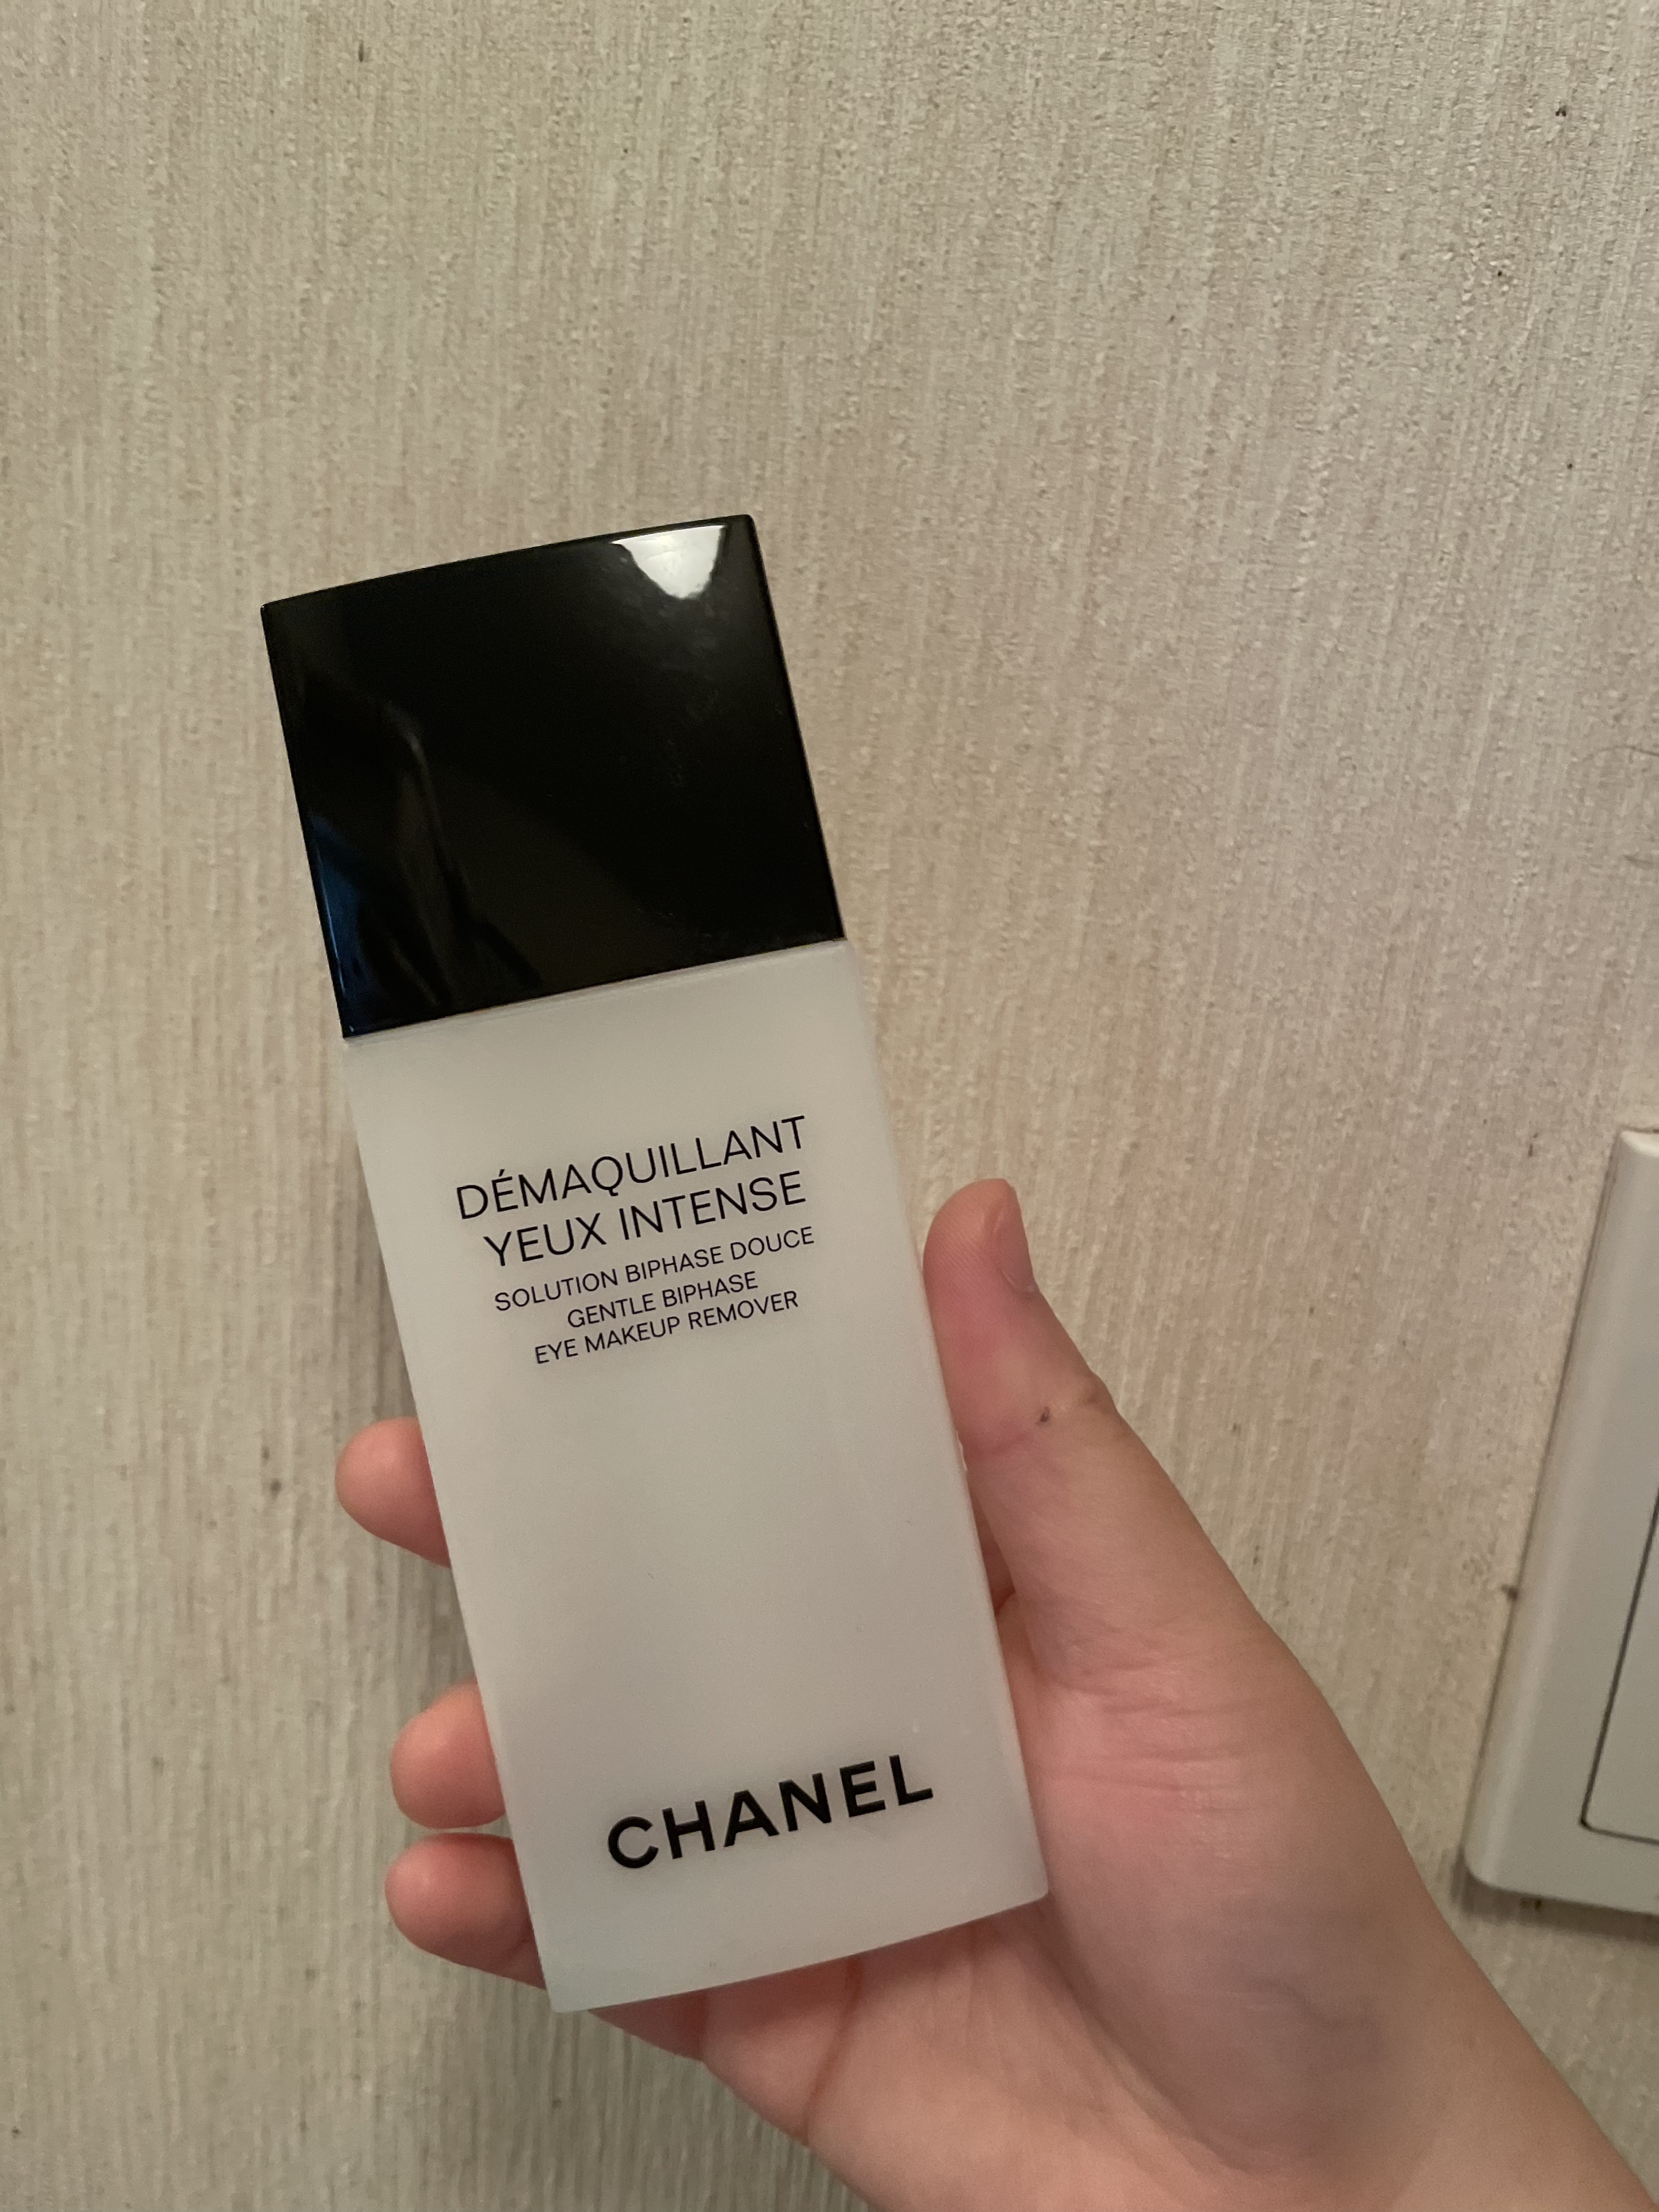 DÉMAQUILLANT
YEUX INTENSE
SOLUTION BIPHASE DOUCE
GENTLE BIPHASE
EYE MAKEUP REMOVER
CHANEL